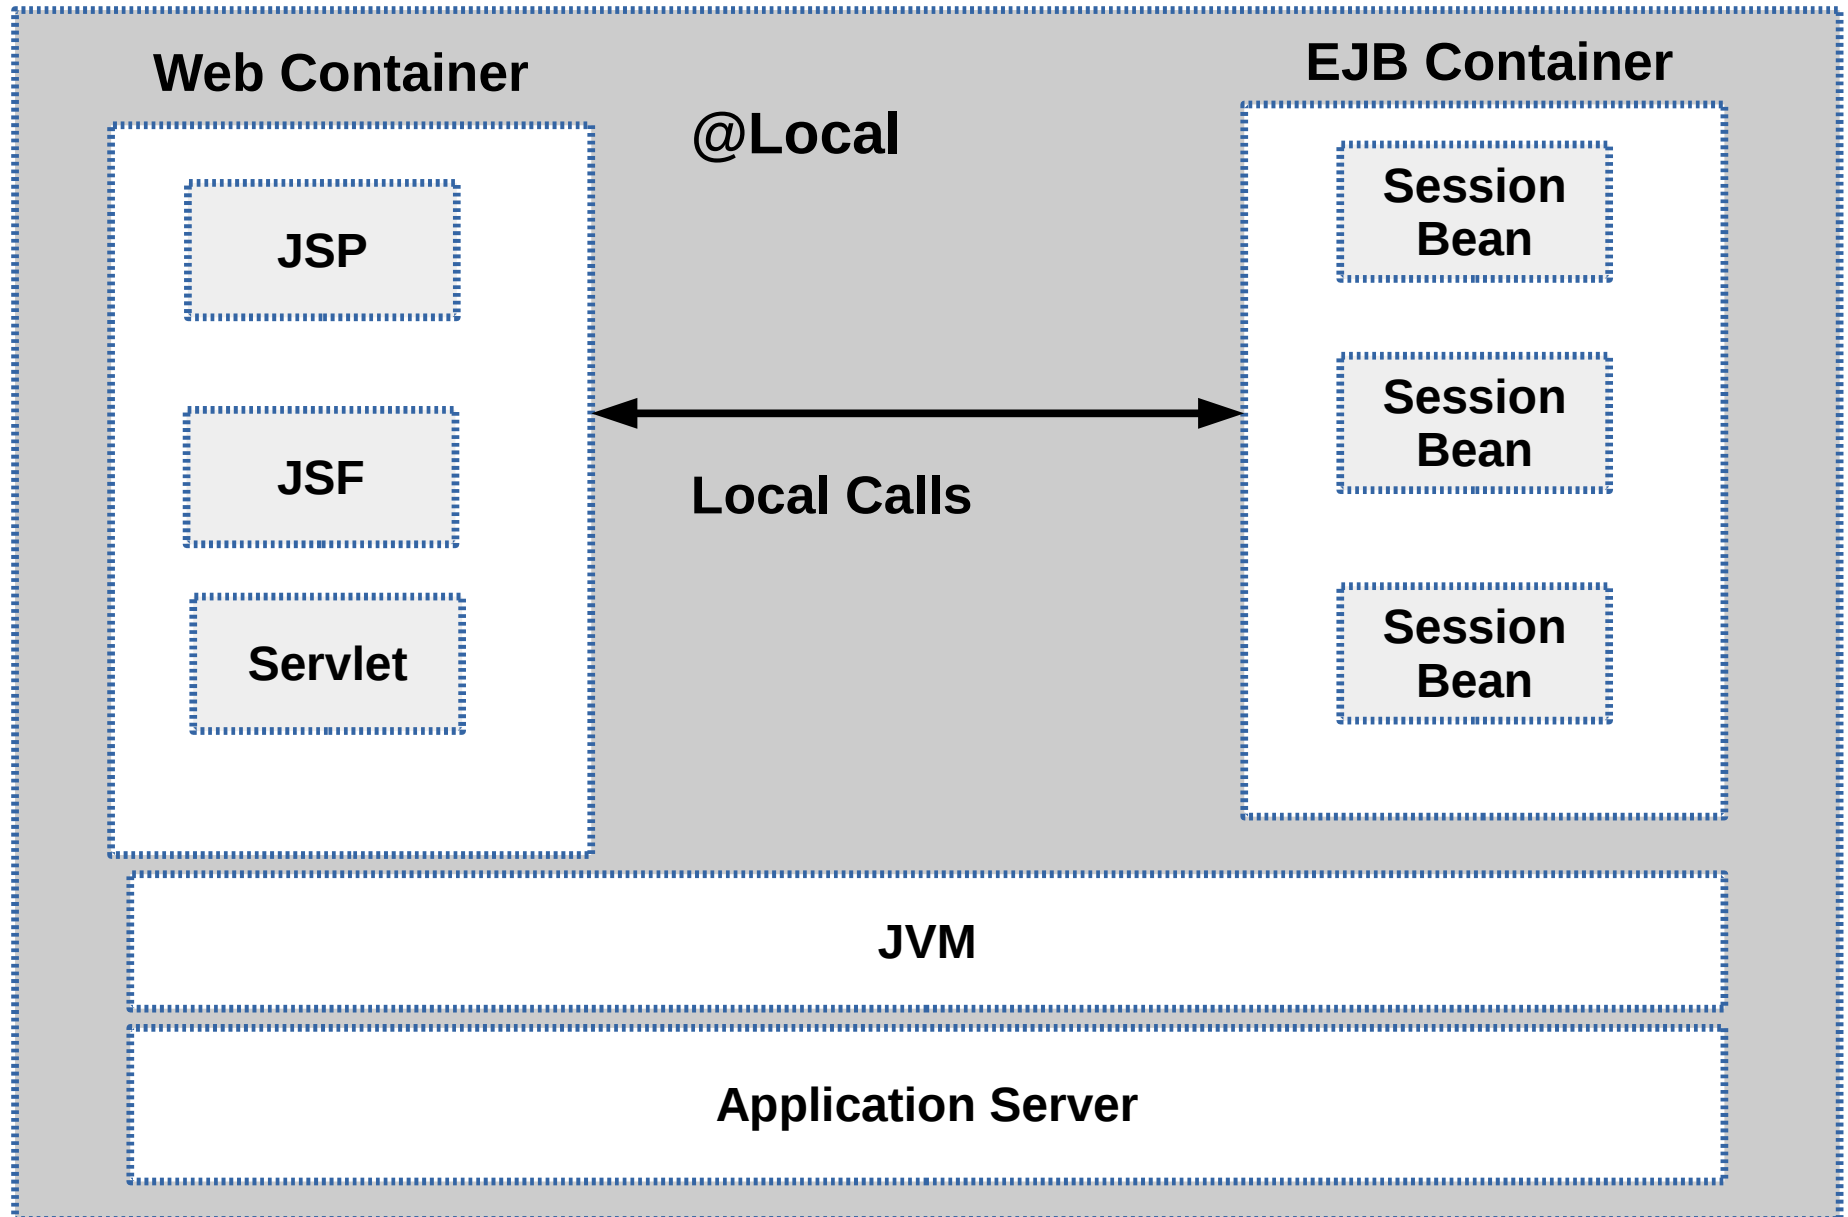 Web Container
EJB Container
@Local
JSP
JSF
Servlet
Local Calls
Session
Bean
Session
Bean
Session
Bean
JVM
Application Server